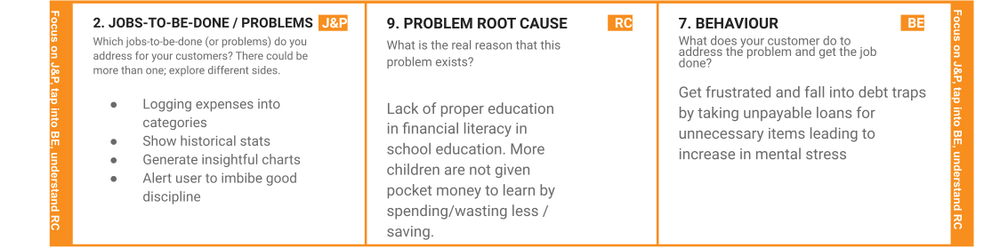 Focus on J&P, tap into BE, understand RC
2. JOBS-TO-BE-DONE / PROBLEMS
J&P
Which jobs-to-be-done (or problems) do you
address for your customers? There could be
more than one; explore different sides.
● Logging expenses into
categories
● Show historical stats
● Generate insightful charts
● Alert user to imbibe good
discipline
9. PROBLEM ROOT CAUSE
RC
What is the real reason that this
problem exists?
Lack of proper education
in financial literacy in
school education. More
children are not given
pocket money to learn by
spending/wasting less /
saving.
7. BEHAVIOUR
BE
What does your customer do to
address the problem and get the job
done?
Get frustrated and fall into debt traps
by taking unpayable loans for
unnecessary items leading to
increase in mental stress
Focus on J&P, tap into BE, understand RC